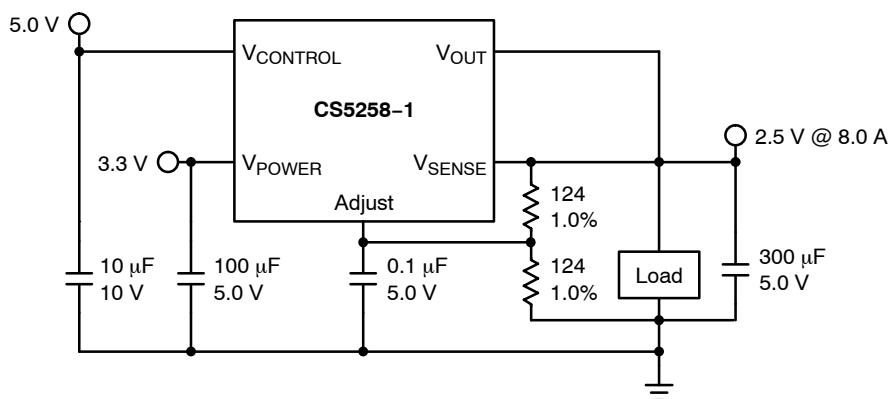 5.0 V
VCONTROL
VOUT
CS5258–1
2.5 V @ 8.0 A
3.3 V
VPOWER
VSENSE
Adjust
124
1.0%
10 μF
10 V
100 μF
5.0 V
0.1 μF
5.0 V
124
1.0%
Load
300 μF
5.0 V